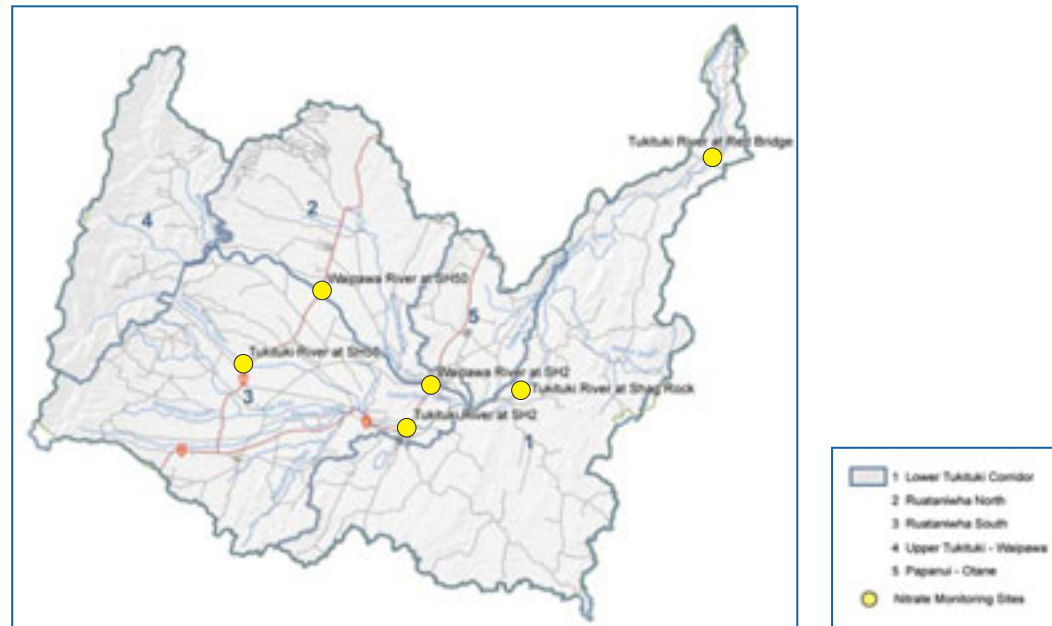 Tukituki River at Red Bridge
2
4
Waipawa River at SH50
5
Tukituki River at SH50
Waipawa River at SH2
Tukituki River at Shag Rock
3
Tukituki River at SH2
1
1 Lower Tukituki Corridor
2 Ruataniwha North
3 Ruataniwha South
4 Upper Tukituki - Waipawa
5 Papanui - Otane
Nitrate Monitoring Sites